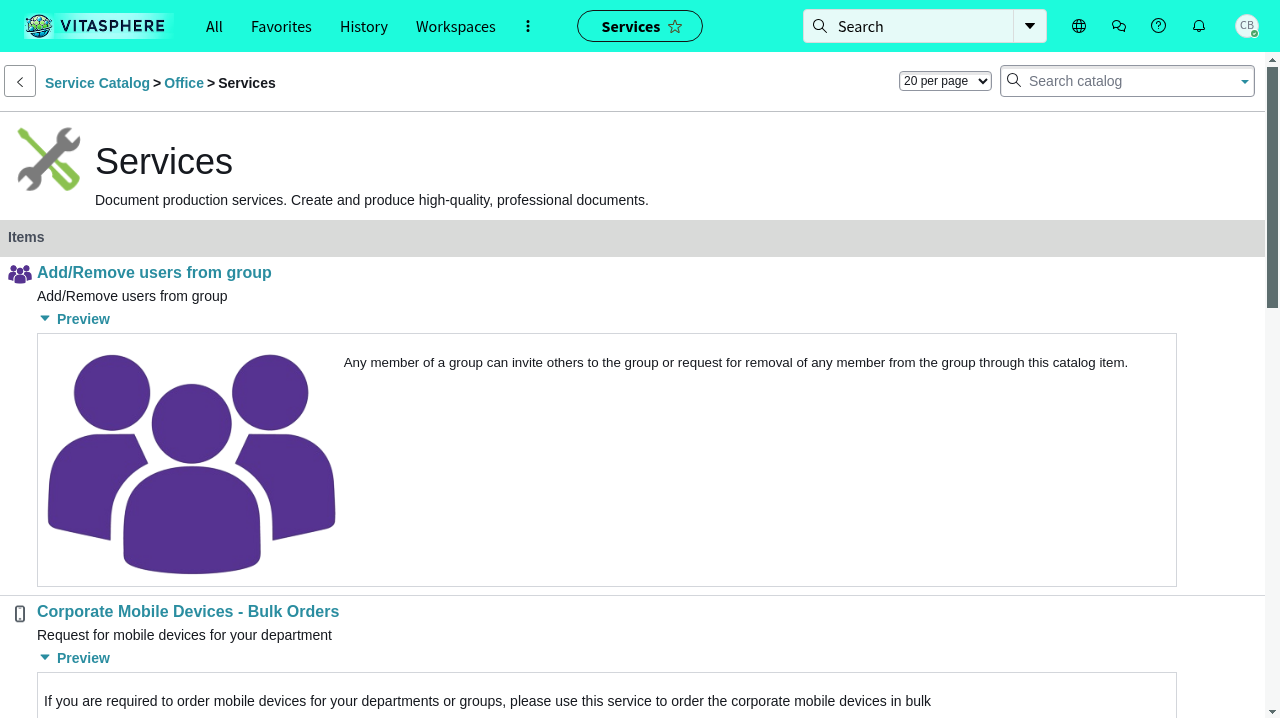 VITASPHERE
All
Favorites
History
Workspaces
Services
Search
CB
Service Catalog > Office > Services
20 per page
Search catalog
Services
Document production services. Create and produce high-quality, professional documents.
Items
Add/Remove users from group
Add/Remove users from group
Preview
Any member of a group can invite others to the group or request for removal of any member from the group through this catalog item.
Corporate Mobile Devices - Bulk Orders
Request for mobile devices for your department
Preview
If you are required to order mobile devices for your departments or groups, please use this service to order the corporate mobile devices in bulk